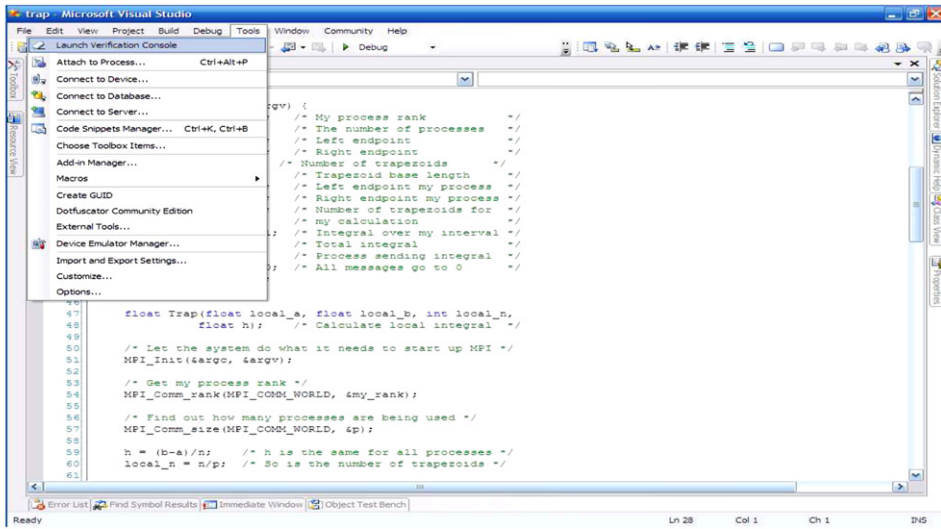 trap - Microsoft Visual Studio
File Edit View Project Build Debug Tools Window Community Help
Launch Verification Console
Debug
Attach to Process... Ctrl+Alt+P
Connect to Device...
Connect to Database...
Connect to Server...
Code Snippets Manager... Ctrl+K, Ctrl+B
Choose Toolbox Items...
Add-in Manager...
Macros
Create GUID
Dotfuscator Community Edition
External Tools...
Device Emulator Manager...
Import and Export Settings...
Customize...
Options...
Toolbox
Resource View
rgv) {
/* My process rank */
/* The number of processes */
/* Left endpoint */
/* Right endpoint */
/* Number of trapezoids */
/* Trapezoid base length */
/* Left endpoint my process */
/* Right endpoint my process */
/* Number of trapezoids for */
/* my calculation */
; /* Integral over my interval */
/* Total integral */
/* Process sending integral */
0; /* All messages go to 0 */
46
47 float Trap(float local_a, float local_b, int local_n,
48 float h); /* Calculate local integral */
49
50 /* Let the system do what it needs to start up MPI */
51 MPI_Init(&argc, &argv);
52
53 /* Get my process rank */
54 MPI_Comm_rank(MPI_COMM_WORLD, &my_rank);
55
56 /* Find out how many processes are being used */
57 MPI_Comm_size(MPI_COMM_WORLD, &p);
58
59 h = (b-a)/n; /* h is the same for all processes */
60 local_n = n/p; /* So is the number of trapezoids */
61
Solution Explorer
Dynamic Help
Class View
Properties
Error List Find Symbol Results Immediate Window Object Test Bench
Ready Ln 28 Col 1 Ch 1 INS